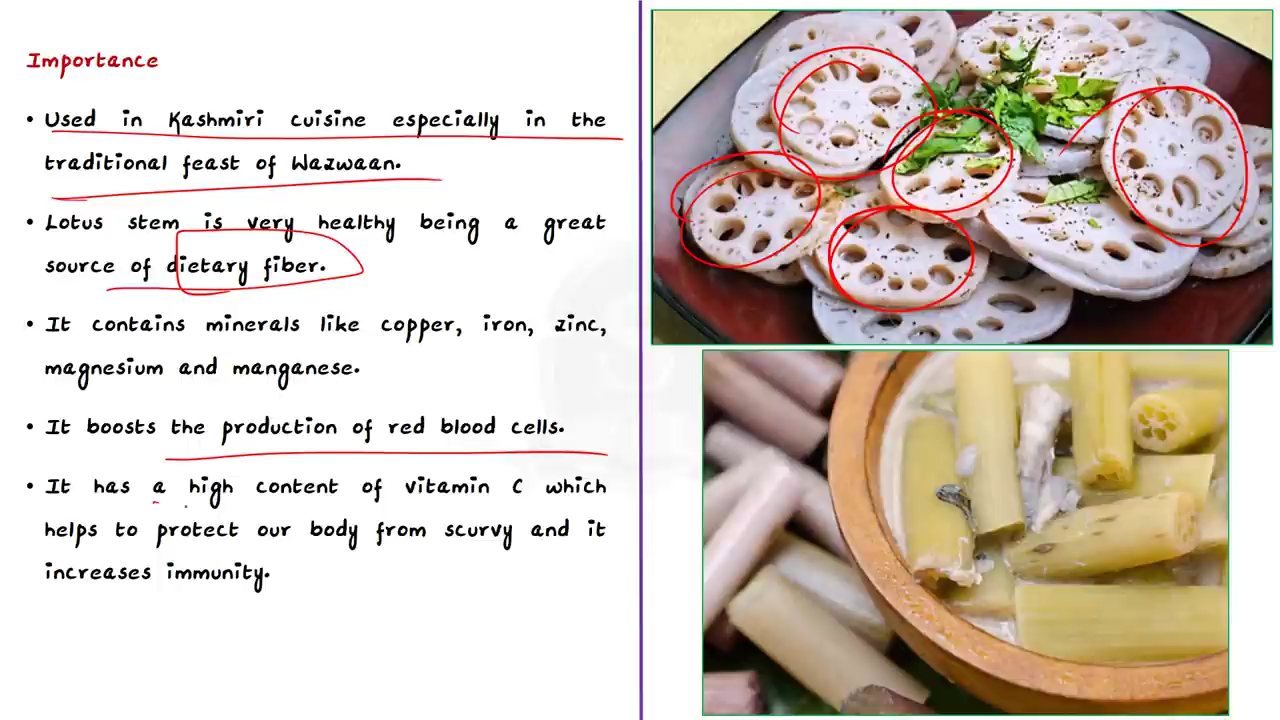 Importance
• Used in Kashmiri cuisine especially in the
traditional feast of Wazwaan.
• Lotus stem is very healthy being a great
source of dietary fiber.
• It contains minerals like copper, iron, zinc,
magnesium and manganese.
• It boosts the production of red blood cells.
• It has a high content of vitamin C which
helps to protect our body from scurvy and it
increases immunity.